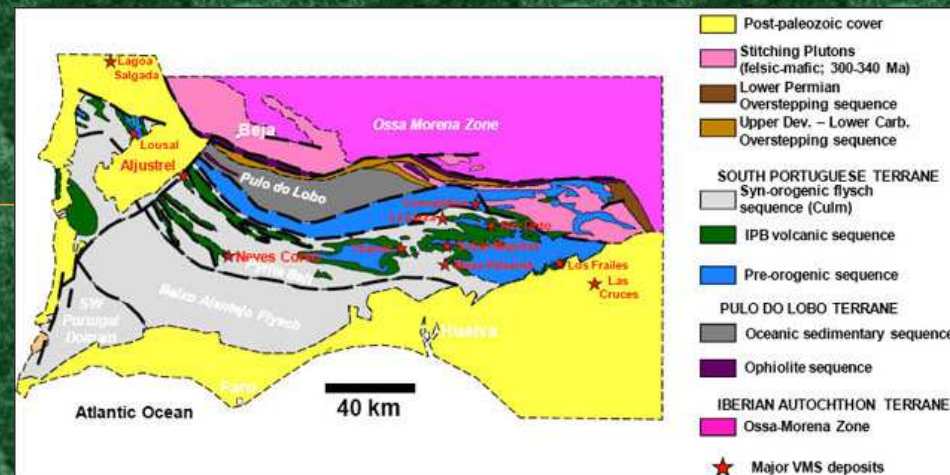 Lagoa
Salgada
Lousal
Aljustrel
Beja
Ossa Morena Zone
Pulo do Lobo
Neves Corvo
Los Frailes
Las
Cruces
Baixo Alentejo Flysch
SW
Portugal
Domain
Huelva
Faro
Atlantic Ocean
40 km
Post-paleozoic cover
Stitching Plutons
(felsic-mafic; 300-340 Ma)
Lower Permian
Overstepping sequence
Upper Dev. – Lower Carb.
Overstepping sequence
SOUTH PORTUGUESE TERRANE
Syn-orogenic flysch
sequence (Culm)
IPB volcanic sequence
Pre-orogenic sequence
PULO DO LOBO TERRANE
Oceanic sedimentary sequence
Ophiolite sequence
IBERIAN AUTOCHTHON TERRANE
Ossa-Morena Zone
Major VMS deposits